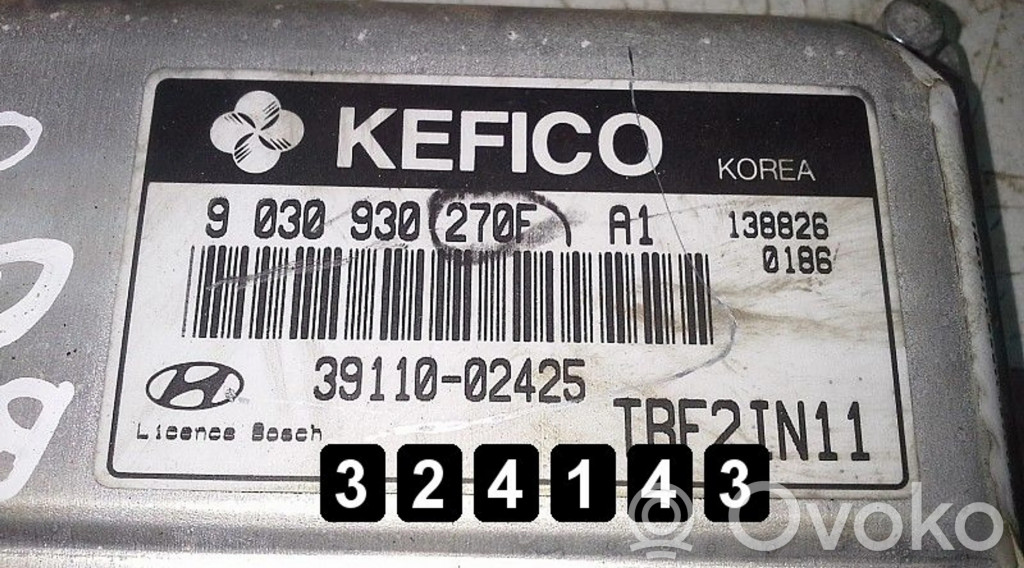 KEFICO KOREA
9 030 930 270F A1 138826
0186
39110-02425
Licence Bosch
TBF2IN11
324143
Ovoko